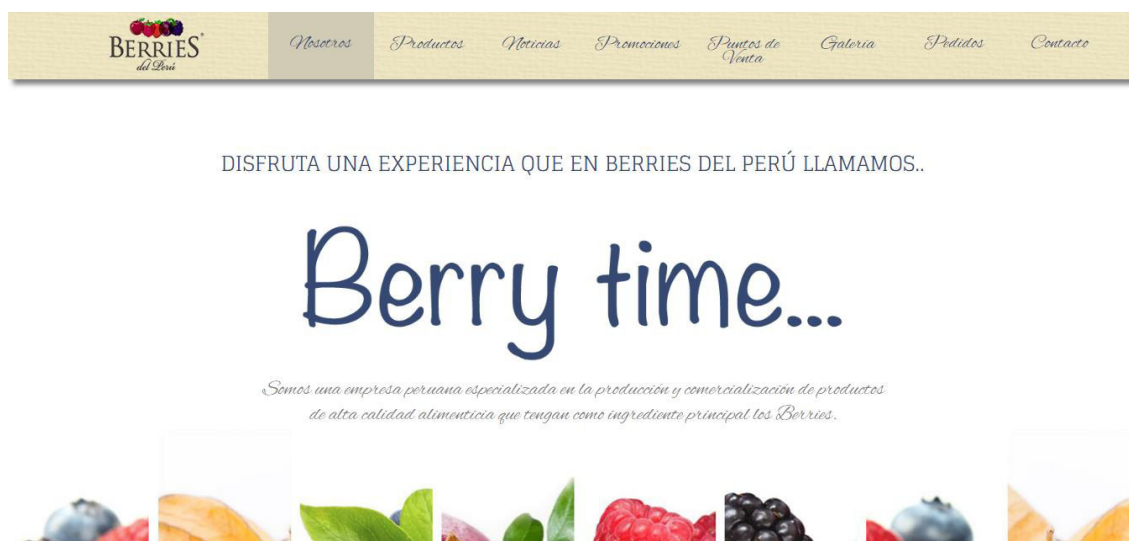 BERRIES
del Perú
Nosotros
Productos
Noticias
Promociones
Puntos de
Venta
Galería
Pedidos
Contacto
DISFRUTA UNA EXPERIENCIA QUE EN BERRIES DEL PERÚ LLAMAMOS..
Berry time...
Somos una empresa peruana especializada en la producción y comercialización de productos
de alta calidad alimenticia que tengan como ingrediente principal los Berries.